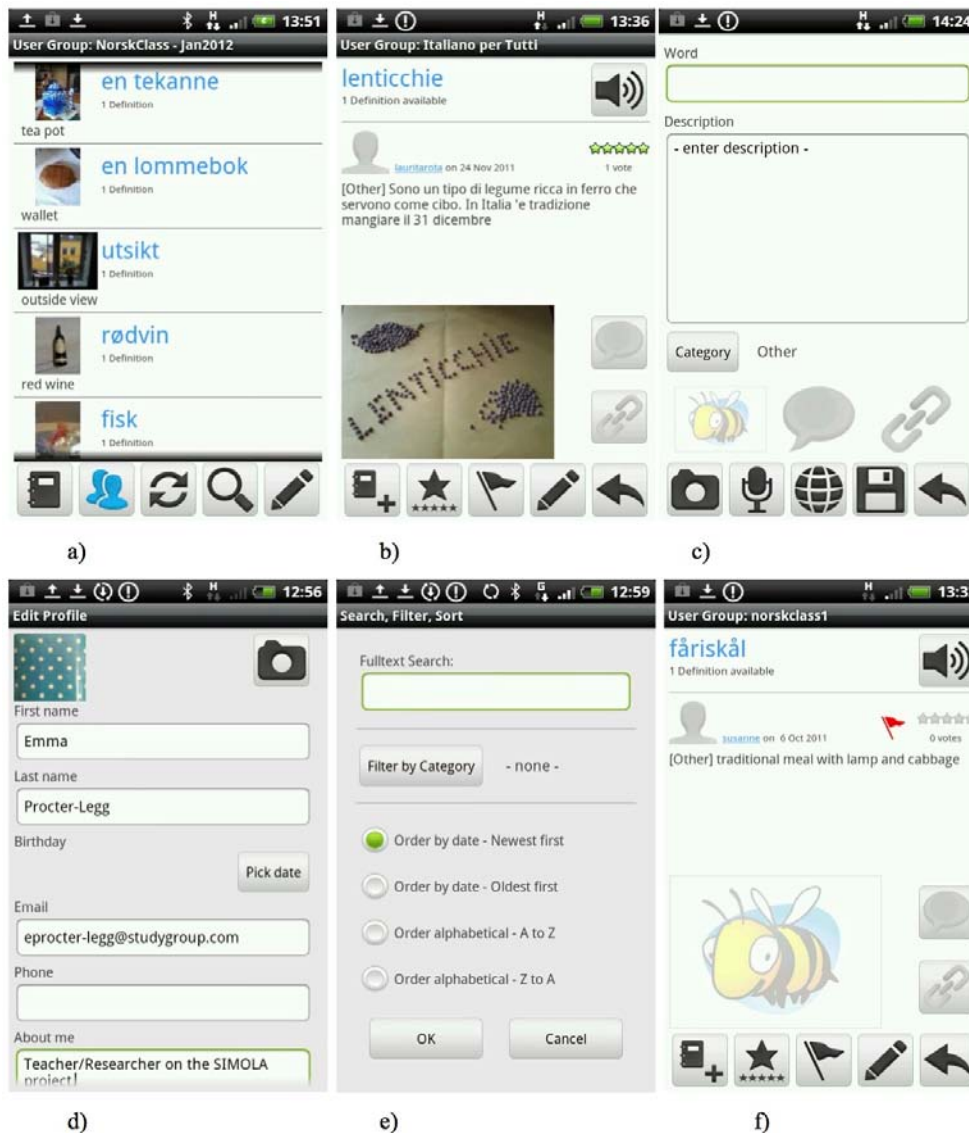 H 13:51
User Group: NorskClass - Jan2012
en tekanne
1 Definition
tea pot
en lommebok
1 Definition
wallet
utsikt
1 Definition
outside view
rødvin
1 Definition
red wine
fisk
1 Definition
a)
H 13:36
User Group: Italiano per Tutti
lenticchie
1 Definition available
lauritarota on 24 Nov 2011
1 vote
[Other] Sono un tipo di legume ricca in ferro che
servono come cibo. In Italia 'e tradizione
mangiare il 31 dicembre
LENTICCHIE
b)
H 14:24
Word
Description
- enter description -
Category Other
c)
H 12:56
Edit Profile
First name
Emma
Last name
Procter-Legg
Birthday
Pick date
Email
eprocter-legg@studygroup.com
Phone
About me
Teacher/Researcher on the SIMOLA
project
d)
G 12:59
Search, Filter, Sort
Fulltext Search:
Filter by Category - none -
Order by date - Newest first
Order by date - Oldest first
Order alphabetical - A to Z
Order alphabetical - Z to A
OK Cancel
e)
H 13:3
User Group: norskclass1
fåriskål
1 Definition available
susanne on 6 Oct 2011
0 votes
[Other] traditional meal with lamp and cabbage
f)